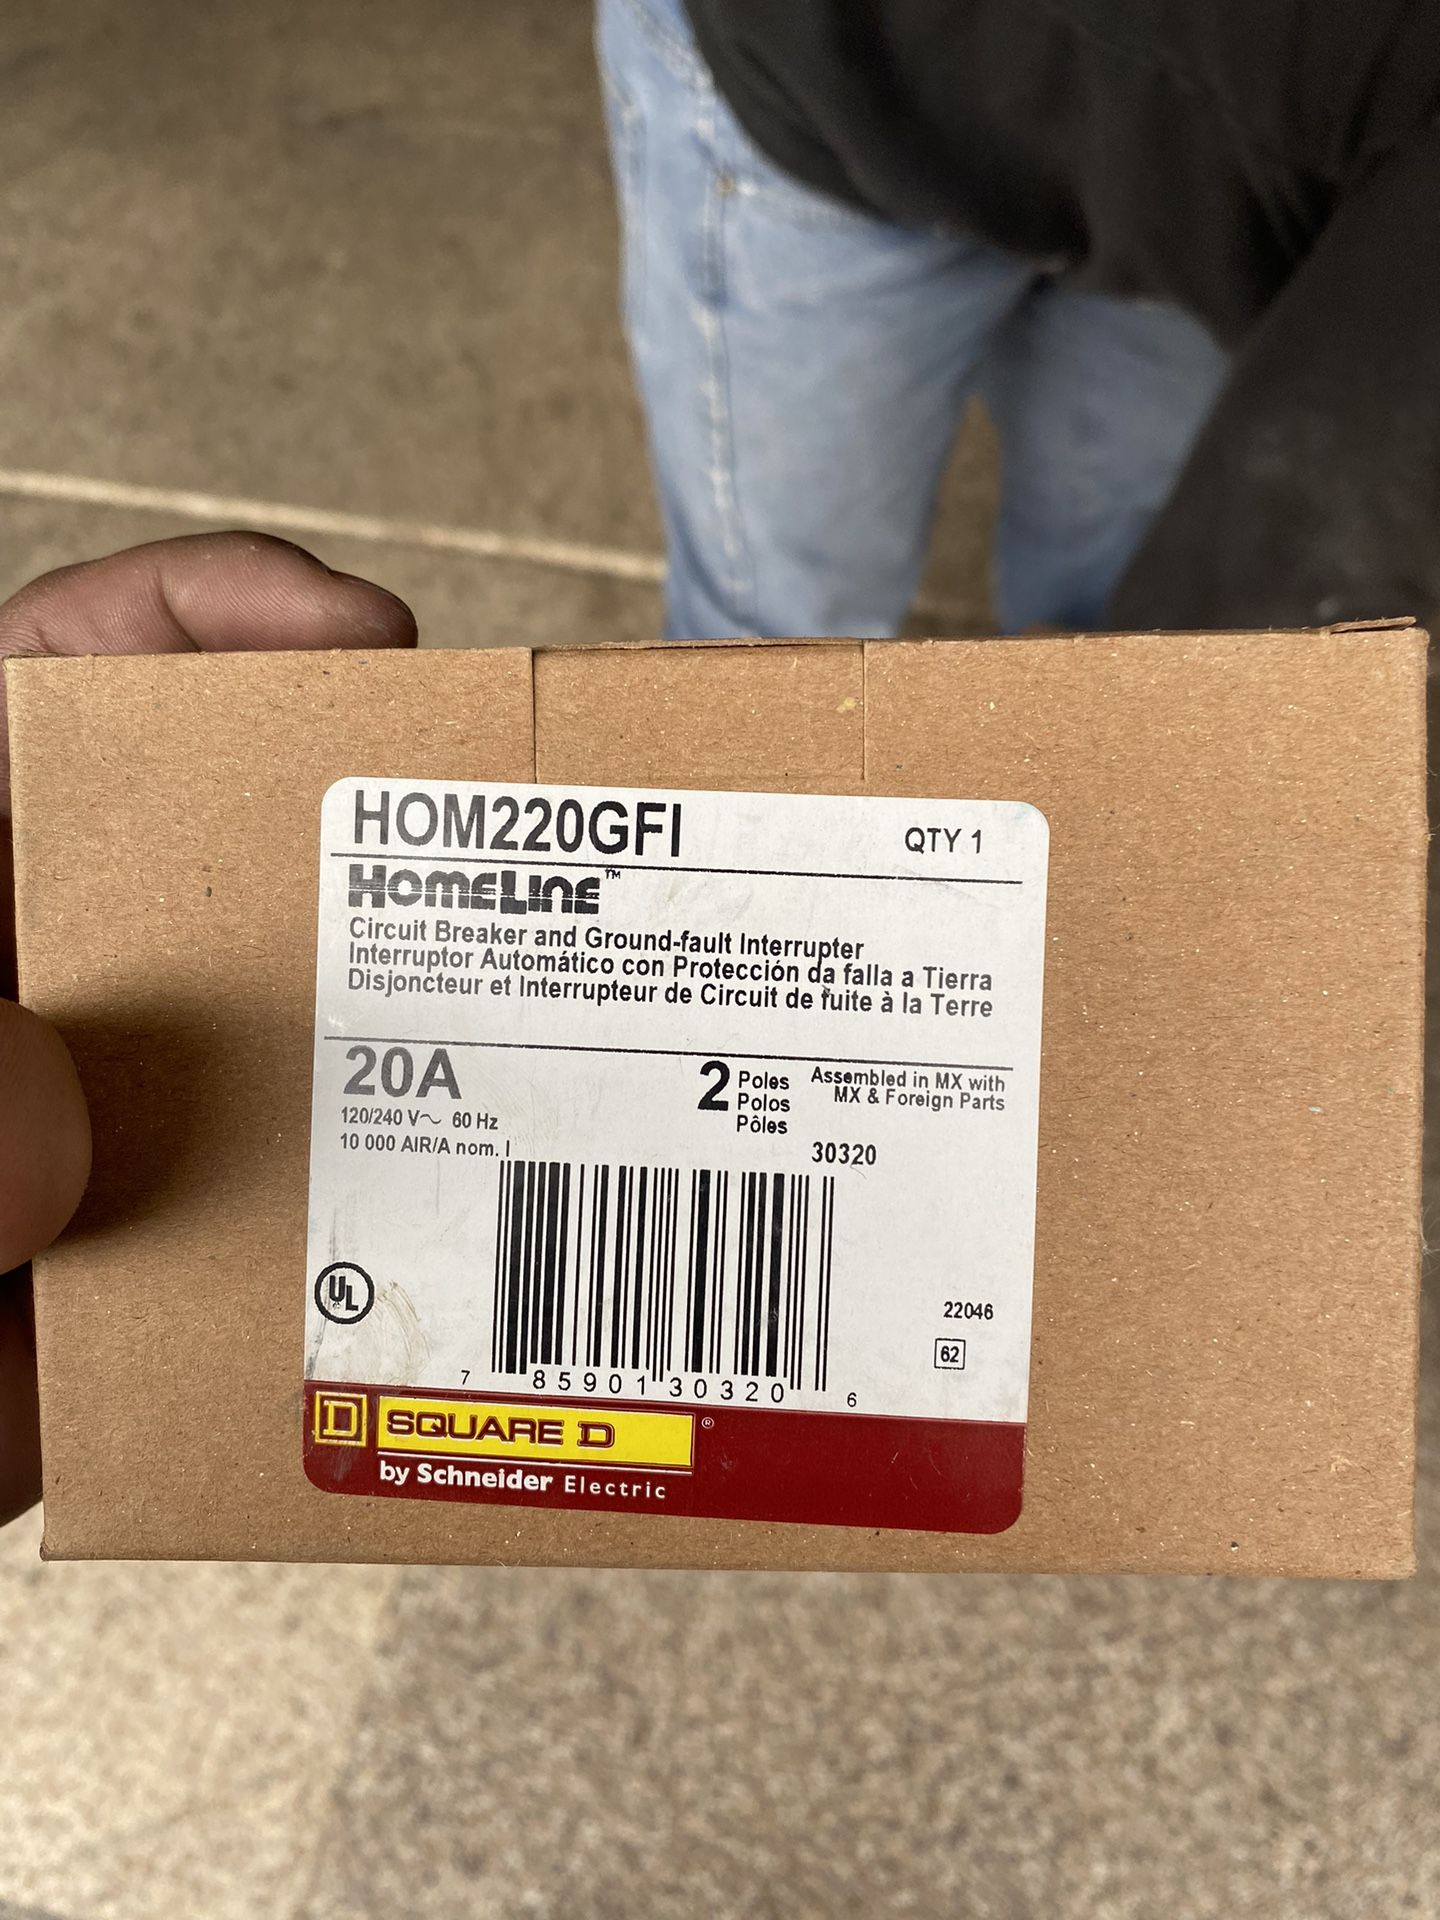 HOM220GFI QTY 1
HOMELINE™
Circuit Breaker and Ground-fault Interrupter
Interruptor Automático con Protección da falla a Tierra
Disjoncteur et Interrupteur de Circuit de fuite à la Terre
20A
120/240 V~ 60 Hz
10 000 AIR/A nom. I
2 Poles
Polos
Pôles
Assembled in MX with
MX & Foreign Parts
30320
UL
22046
62
7 85901 30320 6
D SQUARE D ®
by Schneider Electric